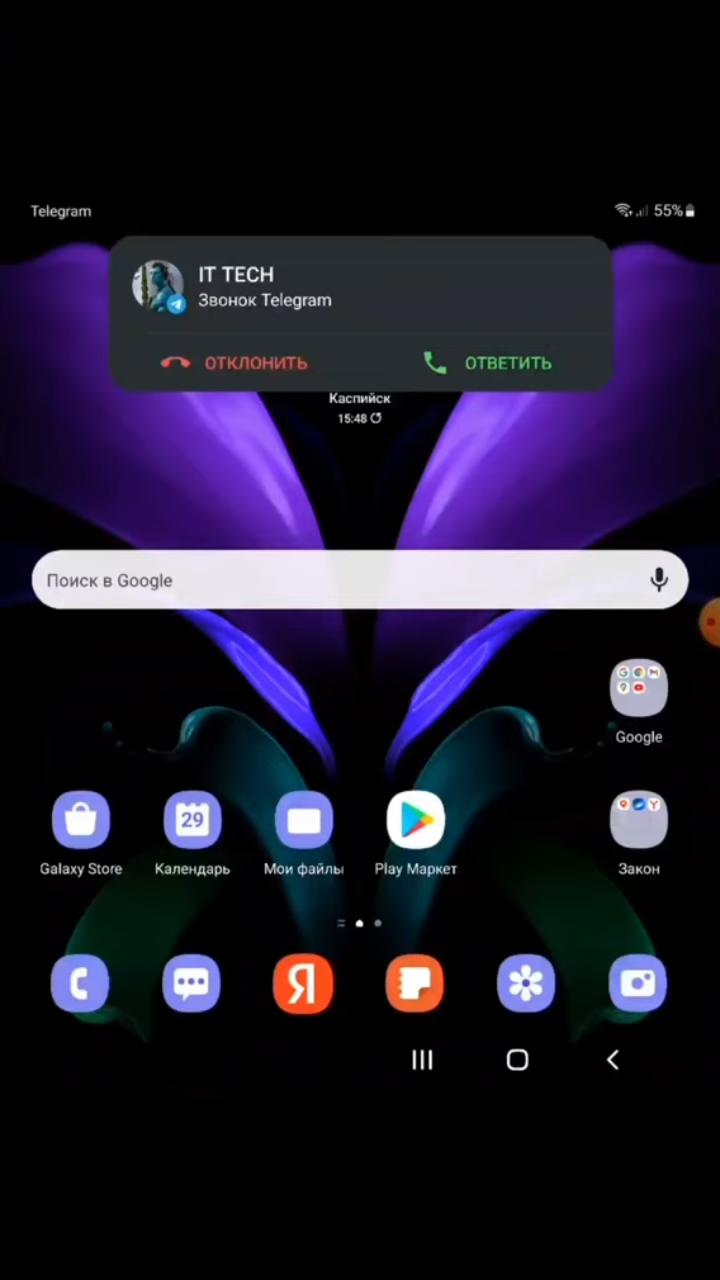 Telegram
55%
IT TECH
Звонок Telegram
ОТКЛОНИТЬ
ОТВЕТИТЬ
Каспийск
15:48
Поиск в Google
Google
29
Galaxy Store
Календарь
Мои файлы
Play Маркет
Закон
Я